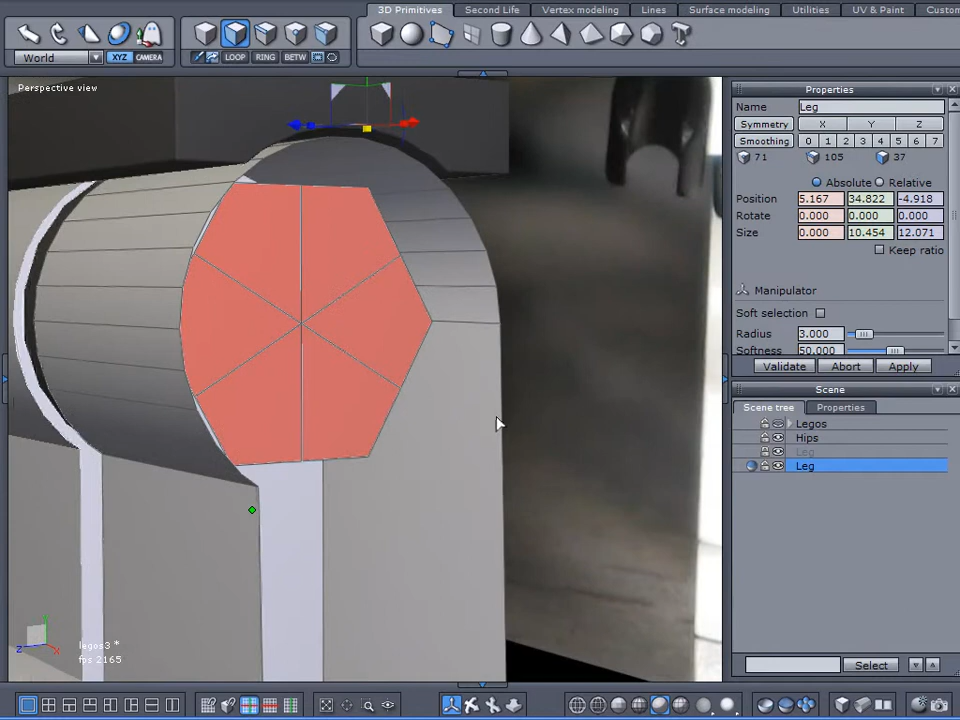 3D Primitives Second Life Vertex modeling Lines Surface modeling Utilities UV & Paint Custom
World XYZ CAMERA LOOP RING BETW
Perspective view
Properties
Name Leg
Symmetry X Y Z
Smoothing 0 1 2 3 4 5 6 7
71 105 37
Absolute Relative
Position 5.167 34.822 -4.918
Rotate 0.000 0.000 0.000
Size 0.000 10.454 12.071
Keep ratio
Manipulator
Soft selection
Radius 3.000
Softness 50.000
Validate Abort Apply
Scene
Scene tree Properties
Legos
Hips
Leg
Leg
Select
Y
Z X
legos3 *
fps 2165